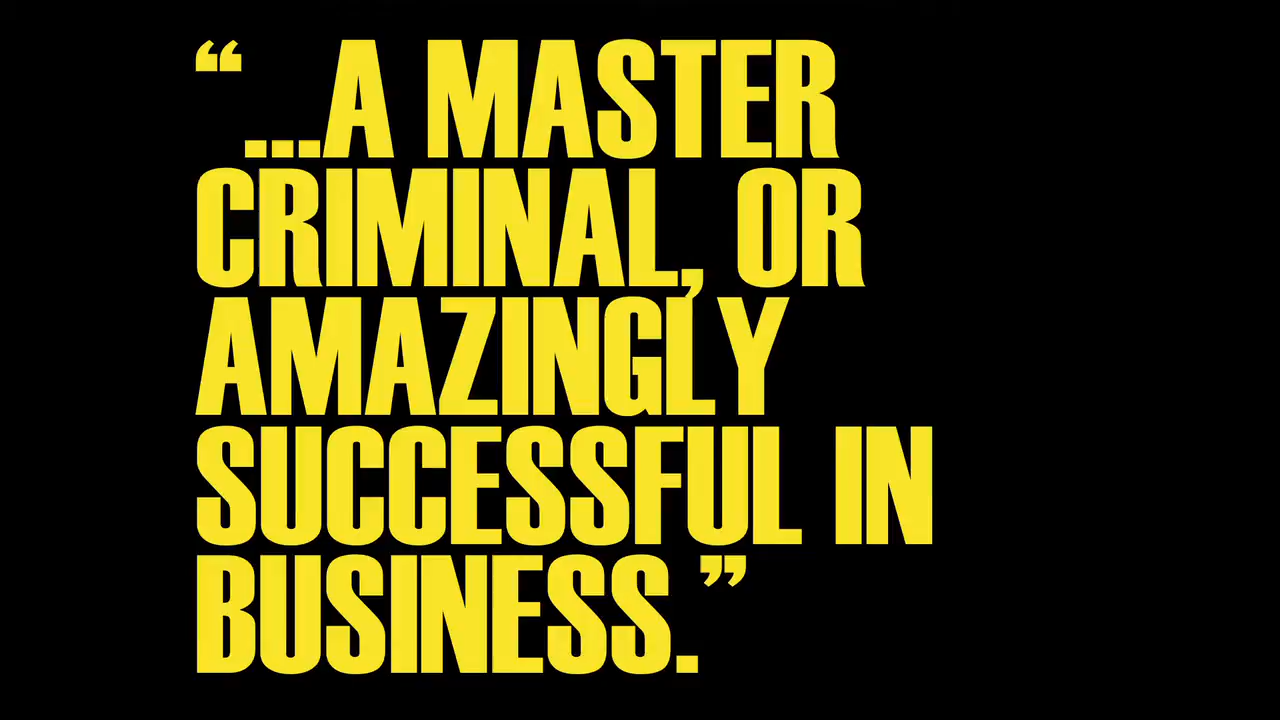 “ ...A MASTER
CRIMINAL, OR
AMAZINGLY
SUCCESSFUL IN
BUSINESS.”